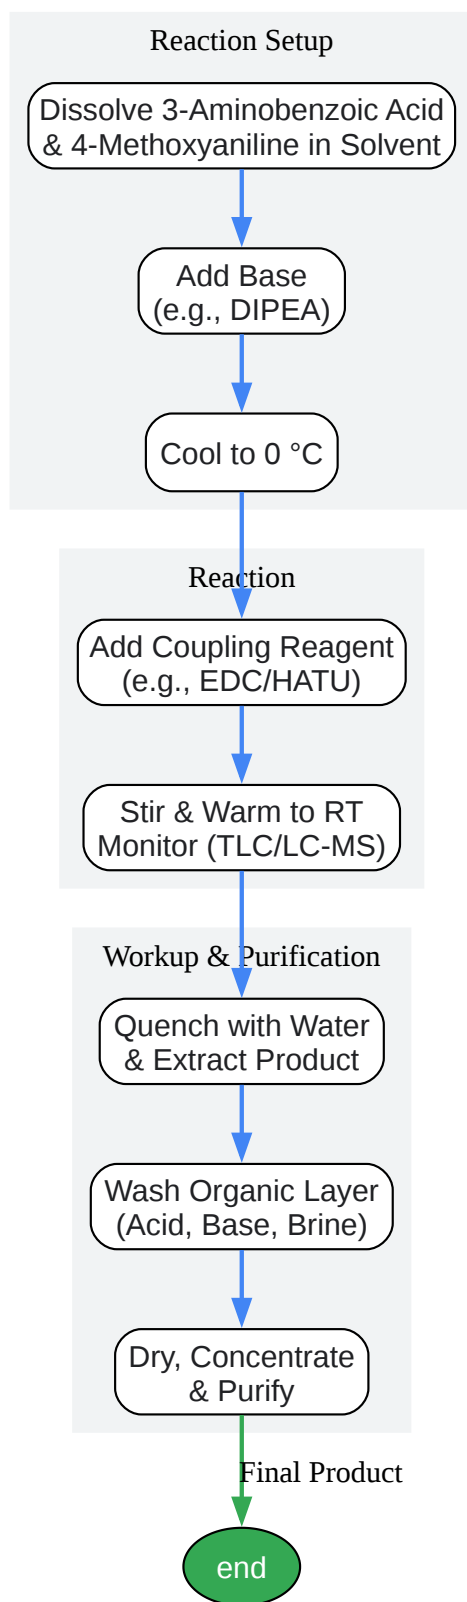 Reaction Setup
Dissolve 3-Aminobenzoic Acid
& 4-Methoxyaniline in Solvent
Add Base
(e.g., DIPEA)
Cool to 0 °C
Reaction
Add Coupling Reagent
(e.g., EDC/HATU)
Stir & Warm to RT
Monitor (TLC/LC-MS)
Workup & Purification
Quench with Water
& Extract Product
Wash Organic Layer
(Acid, Base, Brine)
Dry, Concentrate
& Purify
Final Product
end